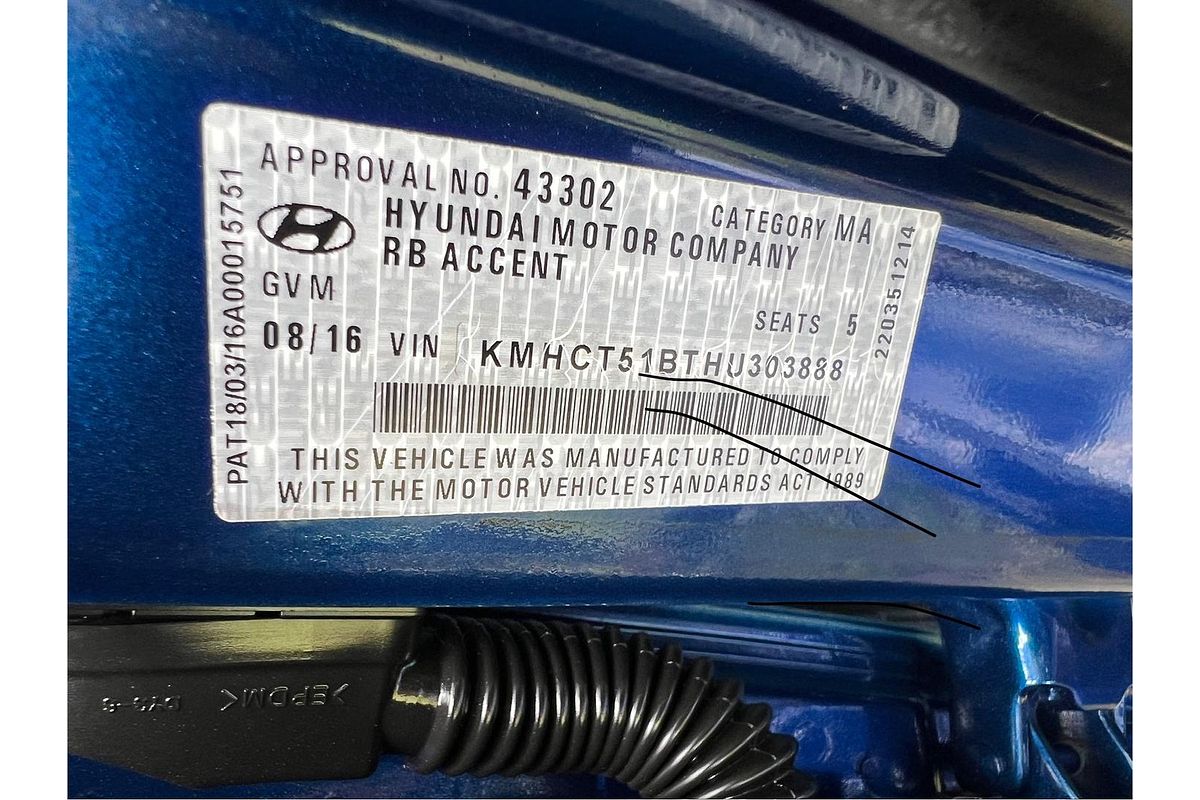 APPROVAL NO. 43302
CATEGORY MA
HYUNDAI MOTOR COMPANY
RB ACCENT
GVM
SEATS 5
08/16 VIN KMHCT51BTHU303888
THIS VEHICLE WAS MANUFACTURED TO COMPLY
WITH THE MOTOR VEHICLE STANDARDS ACT 1989
PAT18/03/16A00015751
220351214
>EPDM<